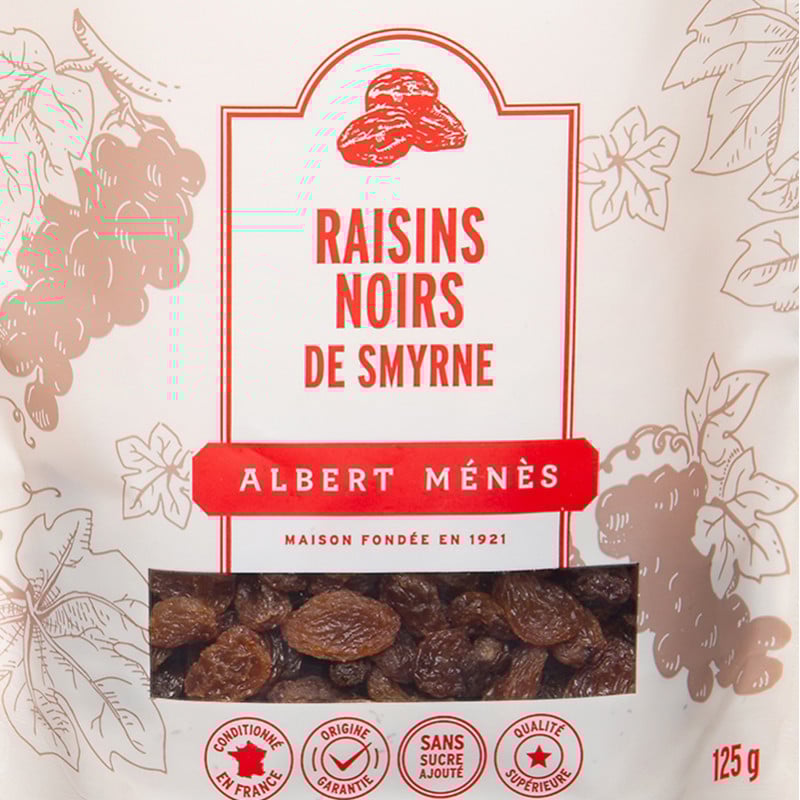 RAISINS
NOIRS
DE SMYRNE
ALBERT MÉNÈS
MAISON FONDÉE EN 1921
CONDITIONNÉ
EN FRANCE
ORIGINE
GARANTIE
SANS
SUCRE
AJOUTÉ
QUALITÉ
SUPÉRIEURE
125 g